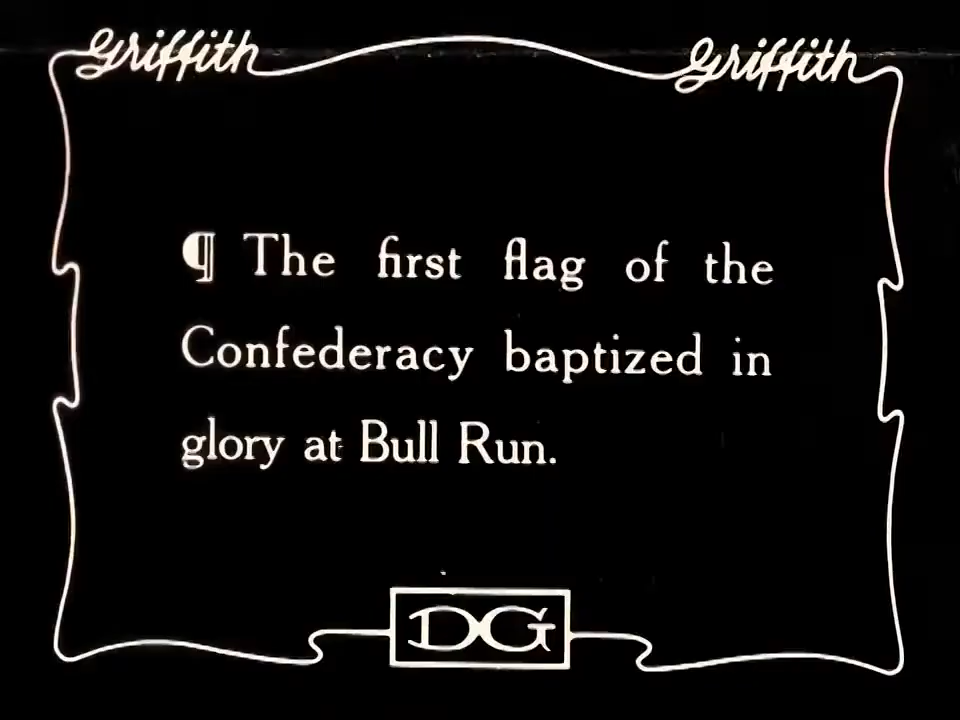 Griffith Griffith
¶ The first flag of the
Confederacy baptized in
glory at Bull Run.
DG